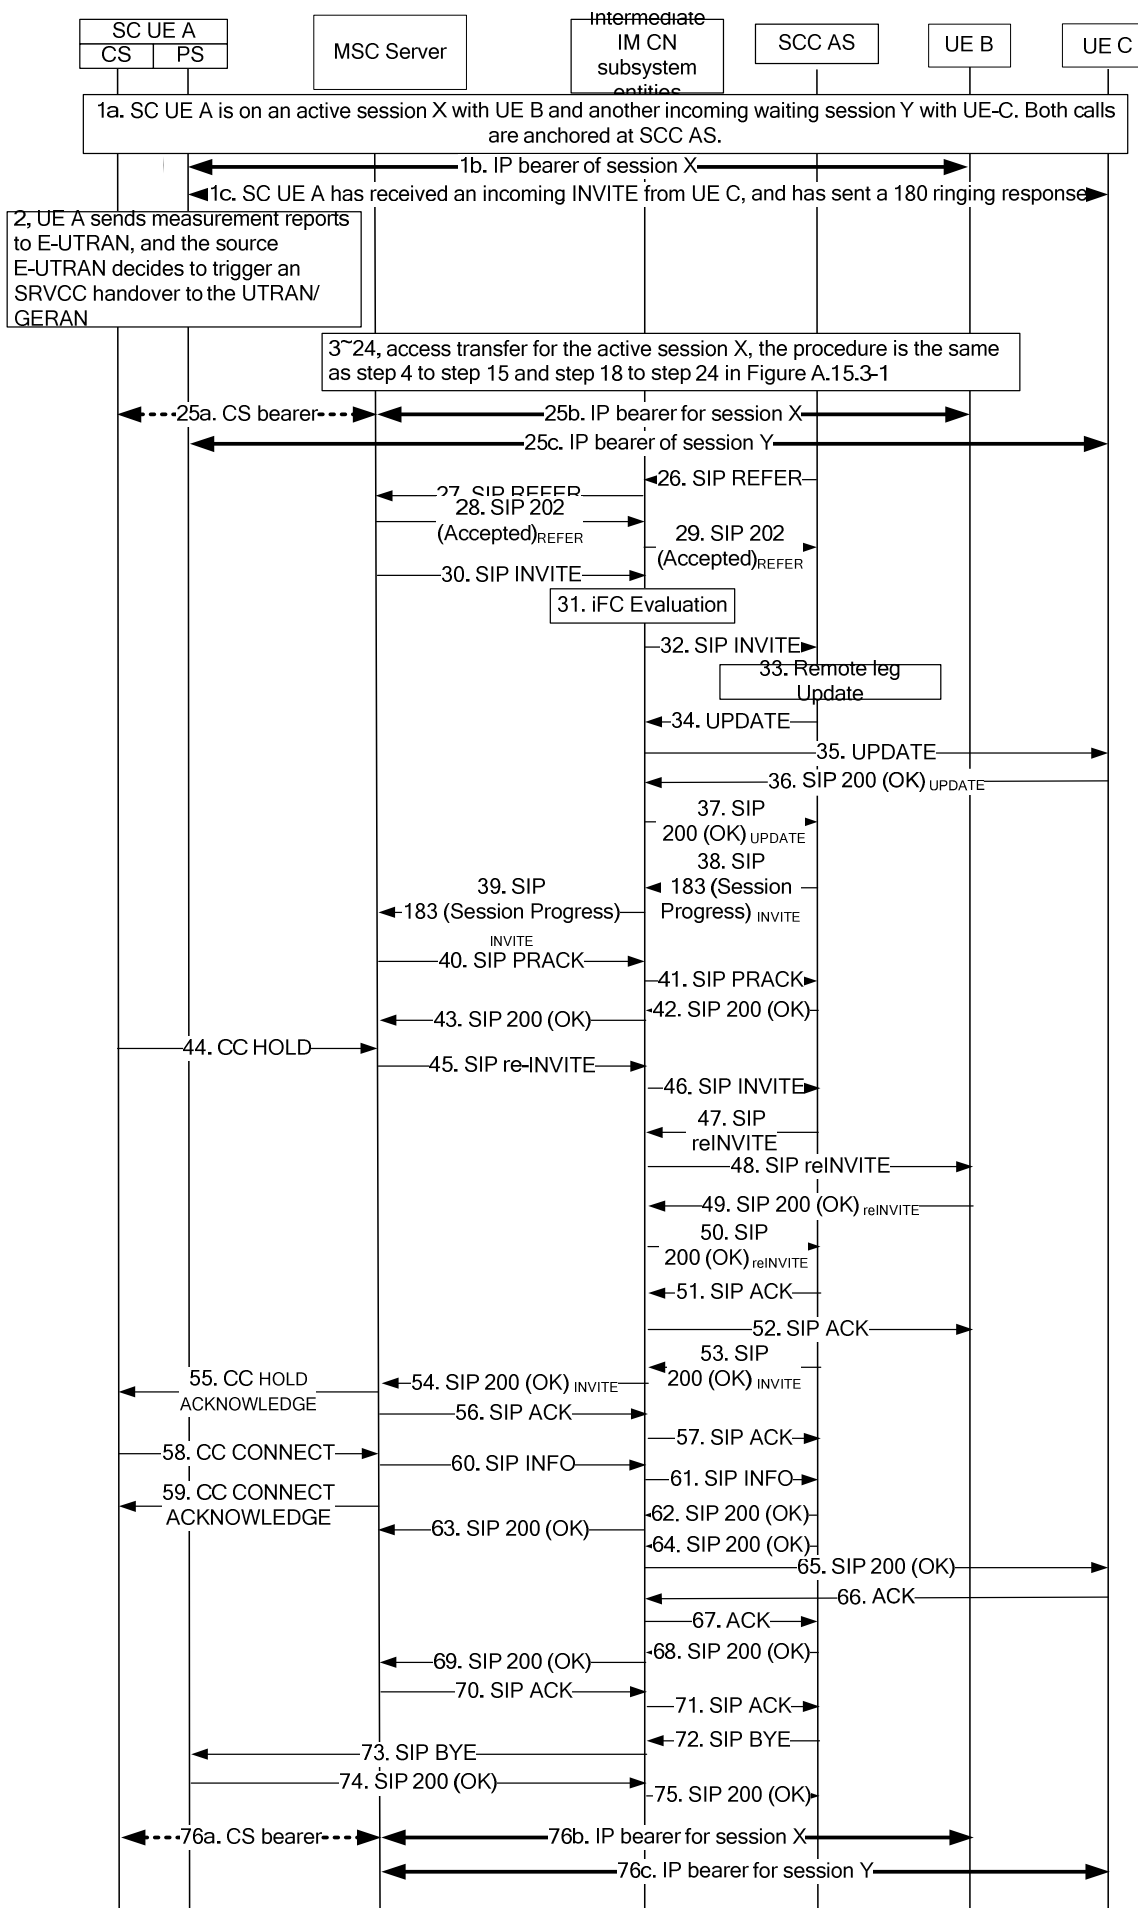 SC UE A
CS
PS
MSC Server
Intermediate
IM CN
subsystem
entities
SCC AS
UE B
UE C
1a. SC UE A is on an active session X with UE B and another incoming waiting session Y with UE-C. Both calls
are anchored at SCC AS.
1b. IP bearer of session X
1c. SC UE A has received an incoming INVITE from UE C, and has sent a 180 ringing response
2, UE A sends measurement reports
to E-UTRAN, and the source
E-UTRAN decides to trigger an
SRVCC handover to the UTRAN/
GERAN
3~24, access transfer for the active session X, the procedure is the same
as step 4 to step 15 and step 18 to step 24 in Figure A.15.3-1
25a. CS bearer
25b. IP bearer for session X
25c. IP bearer of session Y
26. SIP REFER
27. SIP REFER
28. SIP 202
(Accepted) REFER
29. SIP 202
(Accepted) REFER
30. SIP INVITE
31. iFC Evaluation
32. SIP INVITE
33. Remote leg
Update
34. UPDATE
35. UPDATE
36. SIP 200 (OK) UPDATE
37. SIP
200 (OK) UPDATE
38. SIP
183 (Session
Progress) INVITE
39. SIP
183 (Session Progress)
INVITE
40. SIP PRACK
41. SIP PRACK
42. SIP 200 (OK)
43. SIP 200 (OK)
44. CC HOLD
45. SIP re-INVITE
46. SIP INVITE
47. SIP
reINVITE
48. SIP reINVITE
49. SIP 200 (OK) reINVITE
50. SIP
200 (OK) reINVITE
51. SIP ACK
52. SIP ACK
53. SIP
200 (OK) INVITE
54. SIP 200 (OK) INVITE
55. CC HOLD
ACKNOWLEDGE
56. SIP ACK
57. SIP ACK
58. CC CONNECT
60. SIP INFO
61. SIP INFO
59. CC CONNECT
ACKNOWLEDGE
62. SIP 200 (OK)
63. SIP 200 (OK)
64. SIP 200 (OK)
65. SIP 200 (OK)
66. ACK
67. ACK
68. SIP 200 (OK)
69. SIP 200 (OK)
70. SIP ACK
71. SIP ACK
72. SIP BYE
73. SIP BYE
74. SIP 200 (OK)
75. SIP 200 (OK)
76a. CS bearer
76b. IP bearer for session X
76c. IP bearer for session Y